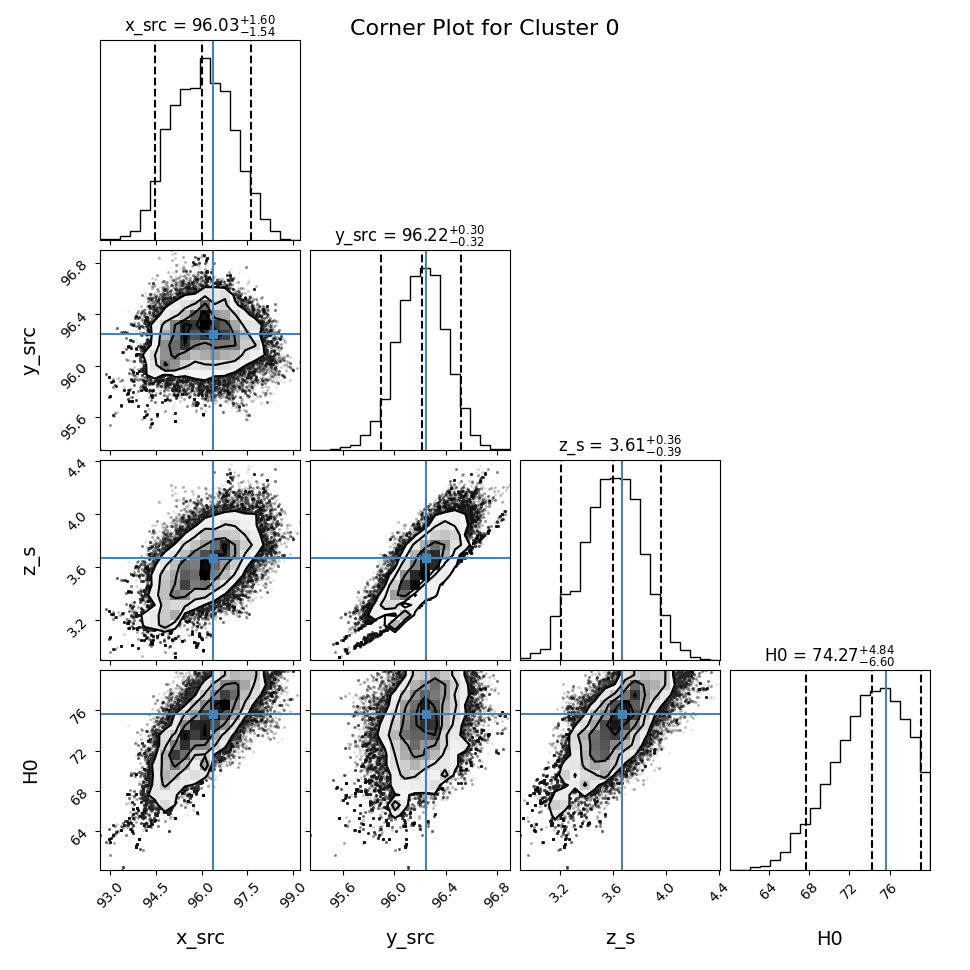 Corner Plot for Cluster 0
x_src = 96.03+1.60 −1.54
y_src = 96.22+0.30 −0.32
z_s = 3.61+0.36 −0.39
H0 = 74.27+4.84 −6.60
y_src
96.8
96.4
96.0
95.6
z_s
4.4
4.0
3.6
3.2
H0
76
72
68
64
93.0 94.5 96.0 97.5 99.0
95.6 96.0 96.4 96.8
3.2 3.6 4.0 4.4
64 68 72 76
x_src
y_src
z_s
H0